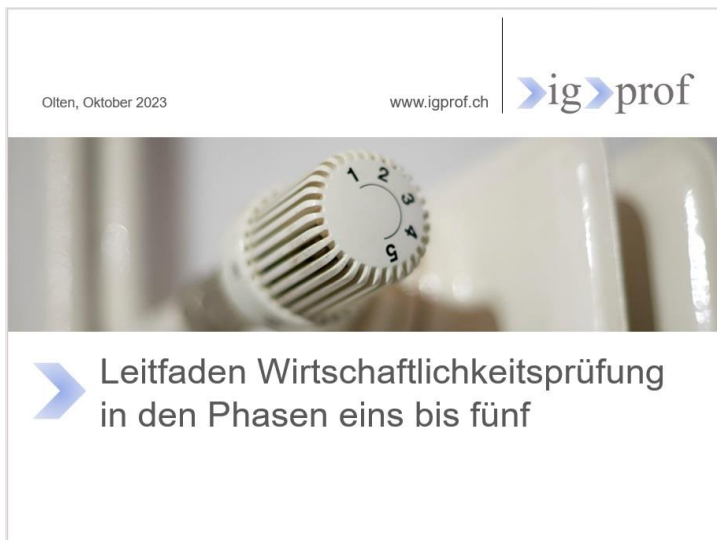 Olten, Oktober 2023
www.igprof.ch
ig prof
1 2 3 4 5
Leitfaden Wirtschaftlichkeitsprüfung
in den Phasen eins bis fünf